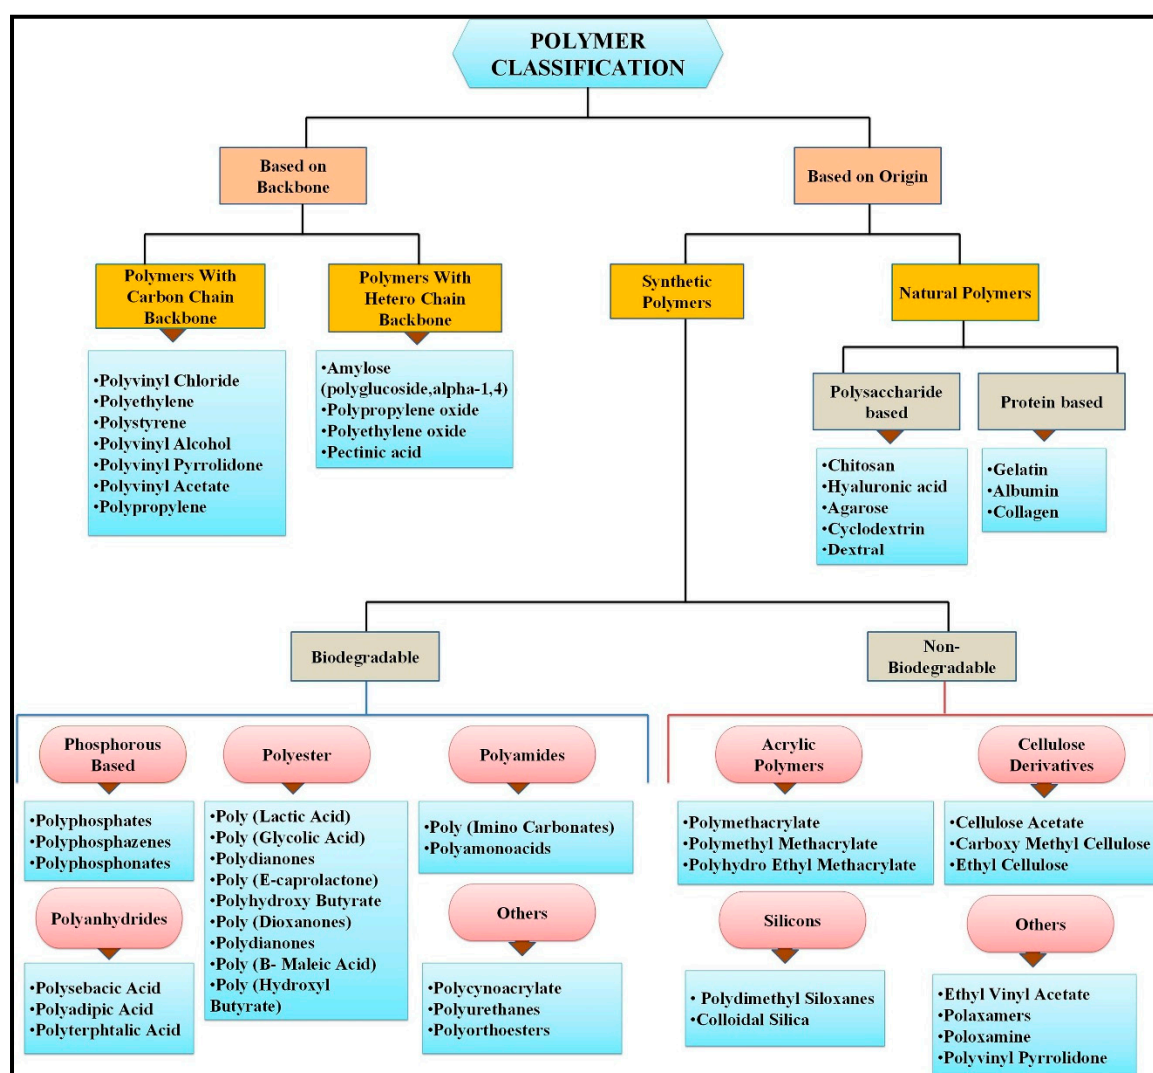 POLYMER
CLASSIFICATION
Based on
Backbone
Based on Origin
Polymers With
Carbon Chain
Backbone
Polymers With
Hetero Chain
Backbone
Synthetic
Polymers
Natural Polymers
•Polyvinyl Chloride
•Polyethylene
•Polystyrene
•Polyvinyl Alcohol
•Polyvinyl Pyrrolidone
•Polyvinyl Acetate
•Polypropylene
•Amylose
(polyglucoside,alpha-1,4)
•Polypropylene oxide
•Polyethylene oxide
•Pectinic acid
Polysaccharide
based
Protein based
•Chitosan
•Hyaluronic acid
•Agarose
•Cyclodextrin
•Dextral
•Gelatin
•Albumin
•Collagen
Biodegradable
Non-
Biodegradable
Phosphorous
Based
Polyester
Polyamides
Acrylic
Polymers
Cellulose
Derivatives
•Polyphosphates
•Polyphosphazenes
•Polyphosphonates
•Poly (Lactic Acid)
•Poly (Glycolic Acid)
•Polydianones
•Poly (E-caprolactone)
•Polyhydroxy Butyrate
•Poly (Dioxanones)
•Polydianones
•Poly (B- Maleic Acid)
•Poly (Hydroxyl
Butyrate)
•Poly (Imino Carbonates)
•Polyamonoacids
•Polymethacrylate
•Polymethyl Methacrylate
•Polyhydro Ethyl Methacrylate
•Cellulose Acetate
•Carboxy Methyl Cellulose
•Ethyl Cellulose
Polyanhydrides
Others
Silicons
Others
•Polysebacic Acid
•Polyadipic Acid
•Polyterphtalic Acid
•Polycynoacrylate
•Polyurethanes
•Polyorthoesters
• Polydimethyl Siloxanes
•Colloidal Silica
•Ethyl Vinyl Acetate
•Polaxamers
•Poloxamine
•Polyvinyl Pyrrolidone